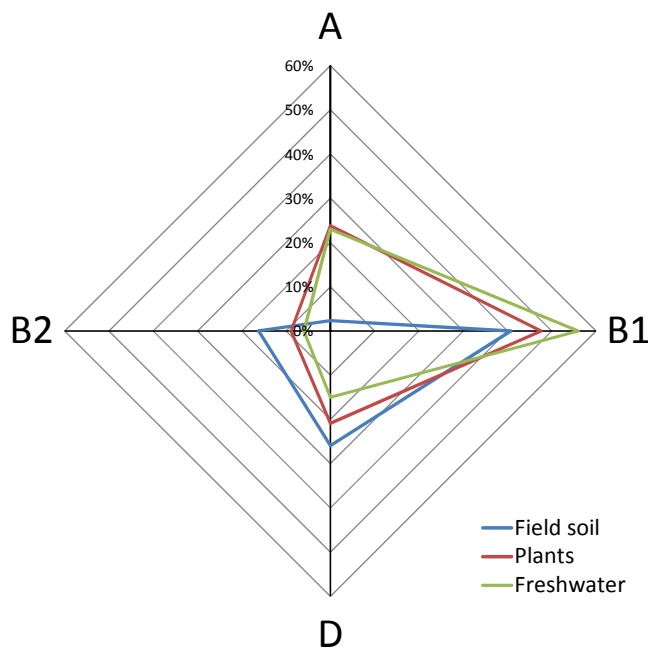 A
60%
50%
40%
30%
20%
10%
0%
B2
B1
Field soil
Plants
Freshwater
D